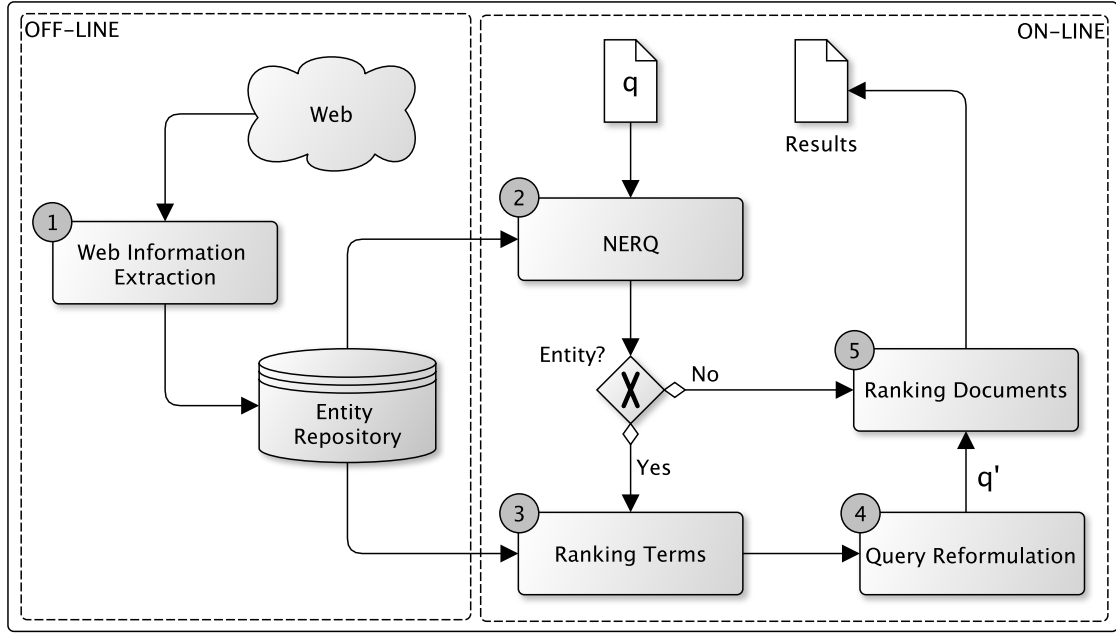 OFF-LINE
ON-LINE
Web
q
Results
1
Web Information
Extraction
2
NERQ
Entity?
X
No
Yes
5
Ranking Documents
Entity
Repository
q'
3
Ranking Terms
4
Query Reformulation